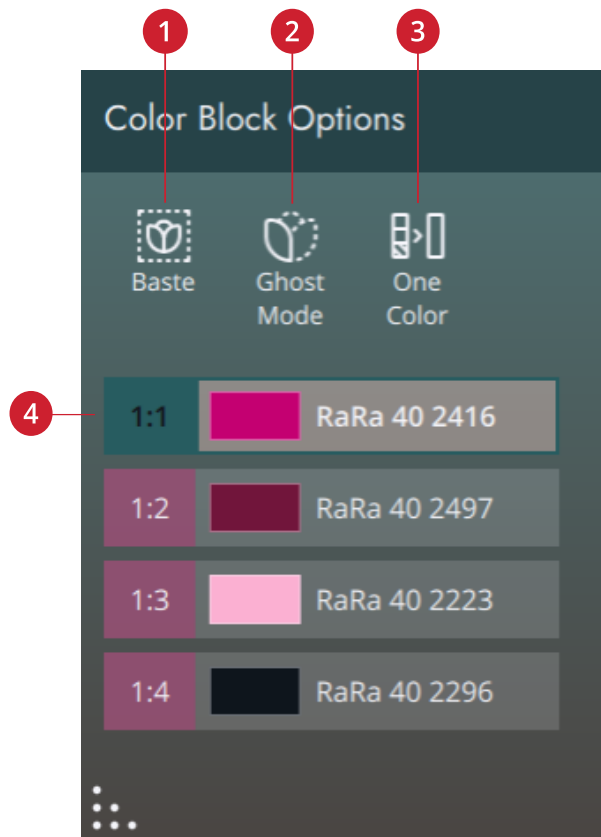 1 2 3
Color Block Options
Baste Ghost One
Mode Color
4 1:1 RaRa 40 2416
1:2 RaRa 40 2497
1:3 RaRa 40 2223
1:4 RaRa 40 2296